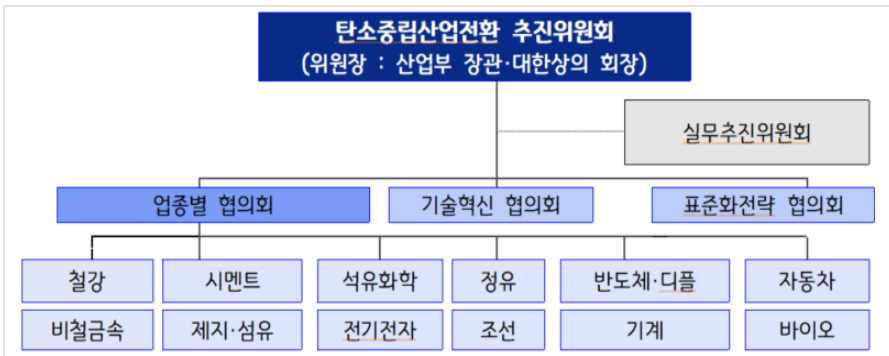 탄소중립산업전환 추진위원회
(위원장 : 산업부 장관·대한상의 회장)
실무추진위원회
업종별 협의회
기술혁신 협의회
표준화전략 협의회
철강
시멘트
석유화학
정유
반도체·디플
자동차
비철금속
제지·섬유
전기전자
조선
기계
바이오